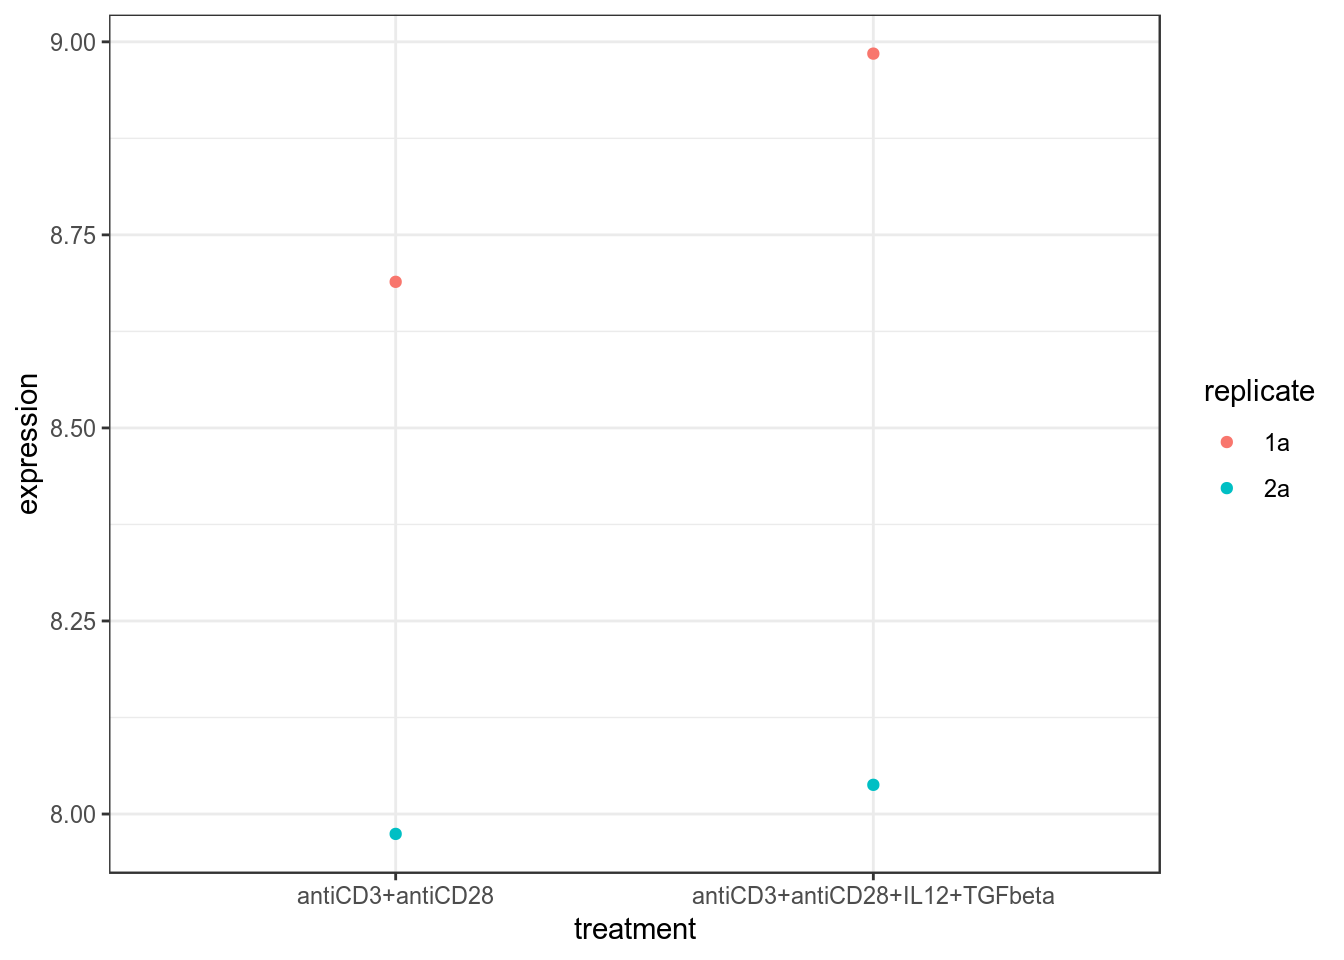 9.00
8.75
8.50
8.25
8.00
expression
antiCD3+antiCD28
antiCD3+antiCD28+IL12+TGFbeta
treatment
replicate
1a
2a